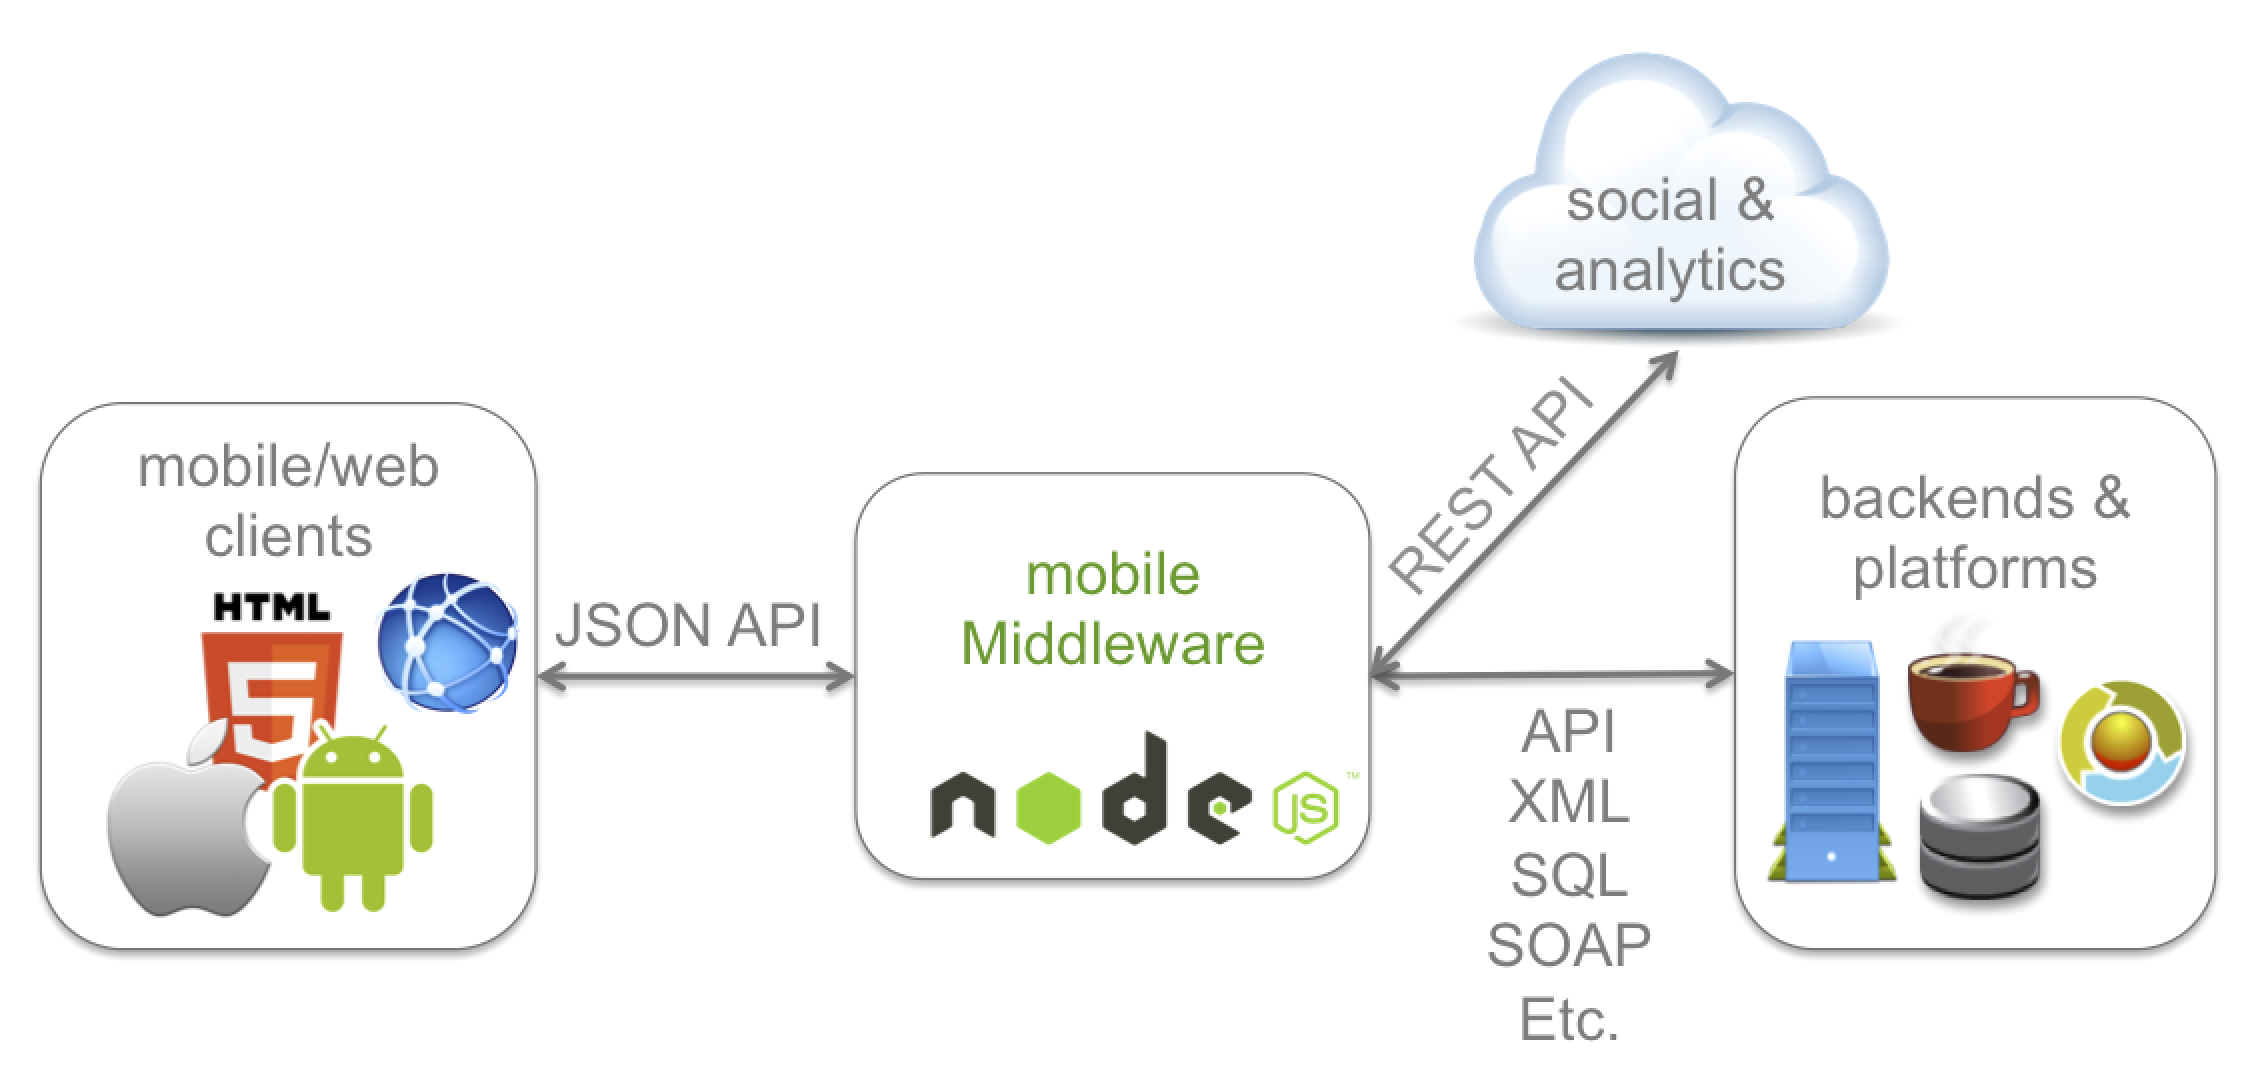 social &
analytics
REST API
mobile/web
clients
HTML
5
JSON API
mobile
Middleware
node JS ™
backends &
platforms
API
XML
SQL
SOAP
Etc.